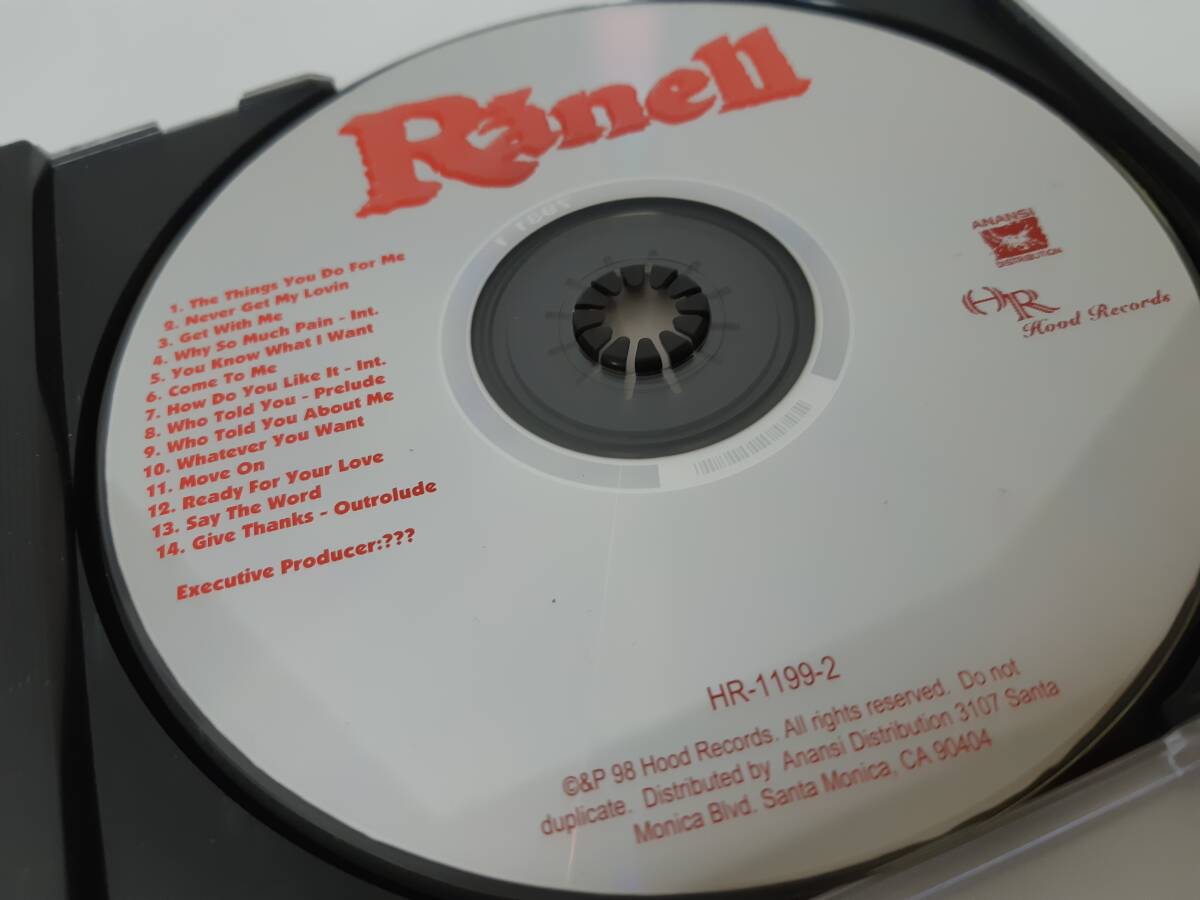 Ránell
1. The Things You Do For Me
2. Never Get My Lovin
3. Get With Me
4. Why So Much Pain - Int.
5. You Know What I Want
6. Come To Me
7. How Do You Like It - Int.
8. Who Told You - Prelude
9. Who Told You About Me
10. Whatever You Want
11. Move On
12. Ready For Your Love
13. Say The Word
14. Give Thanks - Outrolude
Executive Producer:???
ANANSI
DISTRIBUTION
HR
Hood Records
HR-1199-2
©&P 98 Hood Records. All rights reserved. Do not
duplicate. Distributed by Anansi Distribution 3107 Santa
Monica Blvd. Santa Monica, CA 90404